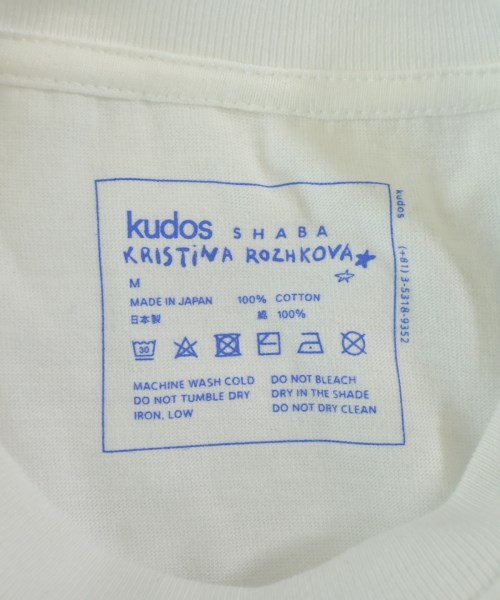 kudos SHABA
KRISTINA ROZHKOVA
M
MADE IN JAPAN 100% COTTON
日本製 綿 100%
30
MACHINE WASH COLD DO NOT BLEACH
DO NOT TUMBLE DRY DRY IN THE SHADE
IRON, LOW DO NOT DRY CLEAN
kudos (+81) 3-5318-9352